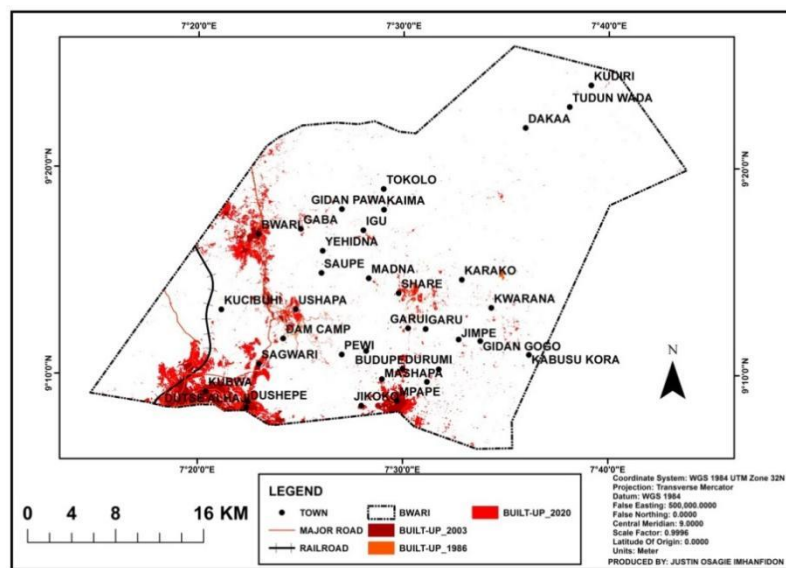 7°20'0"E 7°30'0"E 7°40'0"E
KUDIRI
TUDUN WADA
DAKAA
9°20'0"N 9°20'0"N
TOKOLO
GIDAN PAWA KAIMA
BWARI GABA IGU
YEHIDNA
SAUPE MADNA KARAKO
SHARE
KUCIBUHI USHAPA KWARANA
GARUIGARU
DAM CAMP JIMPE
PEWI GIDAN GOGO
SAGWARI BUDUPEDURUMI KABUSU KORA
9°10'0"N 9°10'0"N
MASHAPA
KUBWA MPAPE
DUSHEPE JIKOKO
N
7°20'0"E 7°30'0"E 7°40'0"E
LEGEND
TOWN BWARI BUILT-UP_2020
MAJOR ROAD BUILT-UP_2003
RAILROAD BUILT-UP_1986
0 4 8 16 KM
Coordinate System: WGS 1984 UTM Zone 32N
Projection: Transverse Mercator
Datum: WGS 1984
False Easting: 500,000.0000
False Northing: 0.0000
Central Meridian: 9.0000
Scale Factor: 0.9996
Latitude Of Origin: 0.0000
Units: Meter
PRODUCED BY: JUSTIN OSAGIE IMHANFIDON